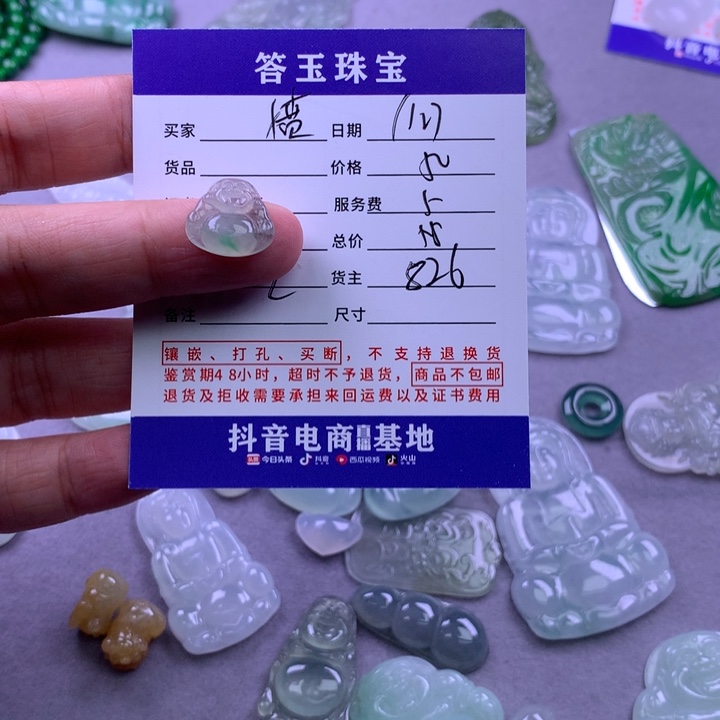 答玉珠宝
买家 日期
货品 价格
服务费 5
总价
货主 826
备注 尺寸
镶嵌、打孔、买断，不支持退换货
鉴赏期48小时，超时不予退货，商品不包邮
退货及拒收需要承担来回运费以及证书费用
抖音电商直播基地
头条 今日头条 抖音 西瓜视频 火山